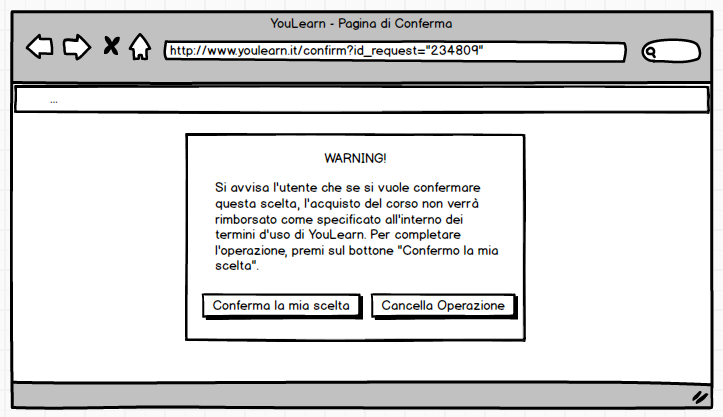 YouLearn - Pagina di Conferma
http://www.youlearn.it/confirm?id_request="234809"
...
WARNING!
Si avvisa l'utente che se si vuole confermare
questa scelta, l'acquisto del corso non verrà
rimborsato come specificato all'interno dei
termini d'uso di YouLearn. Per completare
l'operazione, premi sul bottone "Confermo la mia
scelta".
Conferma la mia scelta
Cancella Operazione